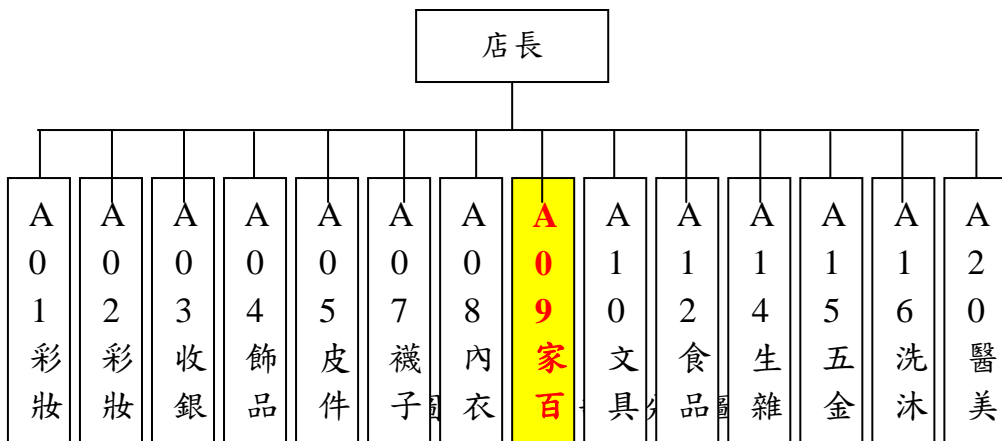 店長
A01彩妝
A02彩妝
A03收銀
A04飾品
A05皮件
A07襪子
A08內衣
A09家百
A10文具
A12食品
A14生雜
A15五金
A16洗沐
A20醫美